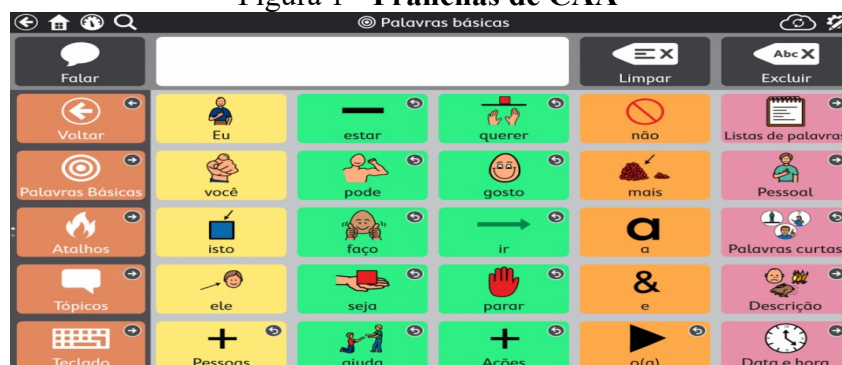 Figura 1 - Pranchas de CAA
Palavras básicas
Falar
Limpar
Abc X
Excluir
Voltar
Eu
estar
querer
não
Listas de palavras
Palavras Básicas
você
pode
gosto
mais
Pessoal
Atalhos
isto
faço
ir
a
a
Palavras curtas
Tópicos
ele
seja
parar
&
e
Descrição
Teclado
Pessoas
ajuda
Ações
o(a)
Data e hora